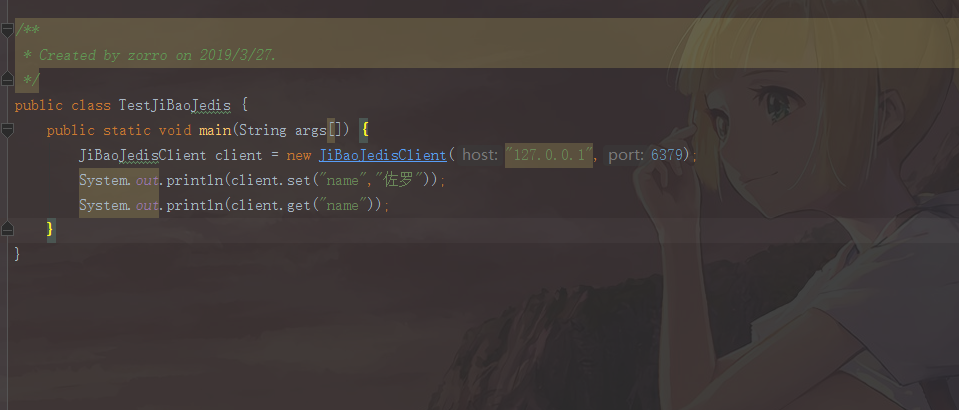 /**
 * Created by zorro on 2019/3/27.
 */
public class TestJiBaoJedis {
    public static void main(String args[]) {
        JiBaoJedisClient client = new JiBaoJedisClient( host: "127.0.0.1", port: 6379);
        System.out.println(client.set("name","佐罗"));
        System.out.println(client.get("name"));
    }
}